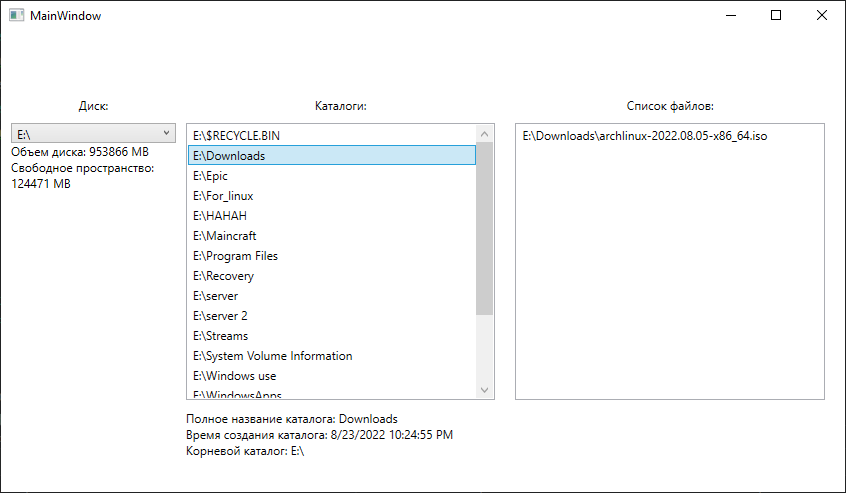 MainWindow
Диск:
E:\
Объем диска: 953866 MB
Свободное пространство:
124471 MB
Каталоги:
E:\$RECYCLE.BIN
E:\Downloads
E:\Epic
E:\For_linux
E:\HAHAH
E:\Maincraft
E:\Program Files
E:\Recovery
E:\server
E:\server 2
E:\Streams
E:\System Volume Information
E:\Windows use
E:\WindowsApps
Полное название каталога: Downloads
Время создания каталога: 8/23/2022 10:24:55 PM
Корневой каталог: E:\
Список файлов:
E:\Downloads\archlinux-2022.08.05-x86_64.iso